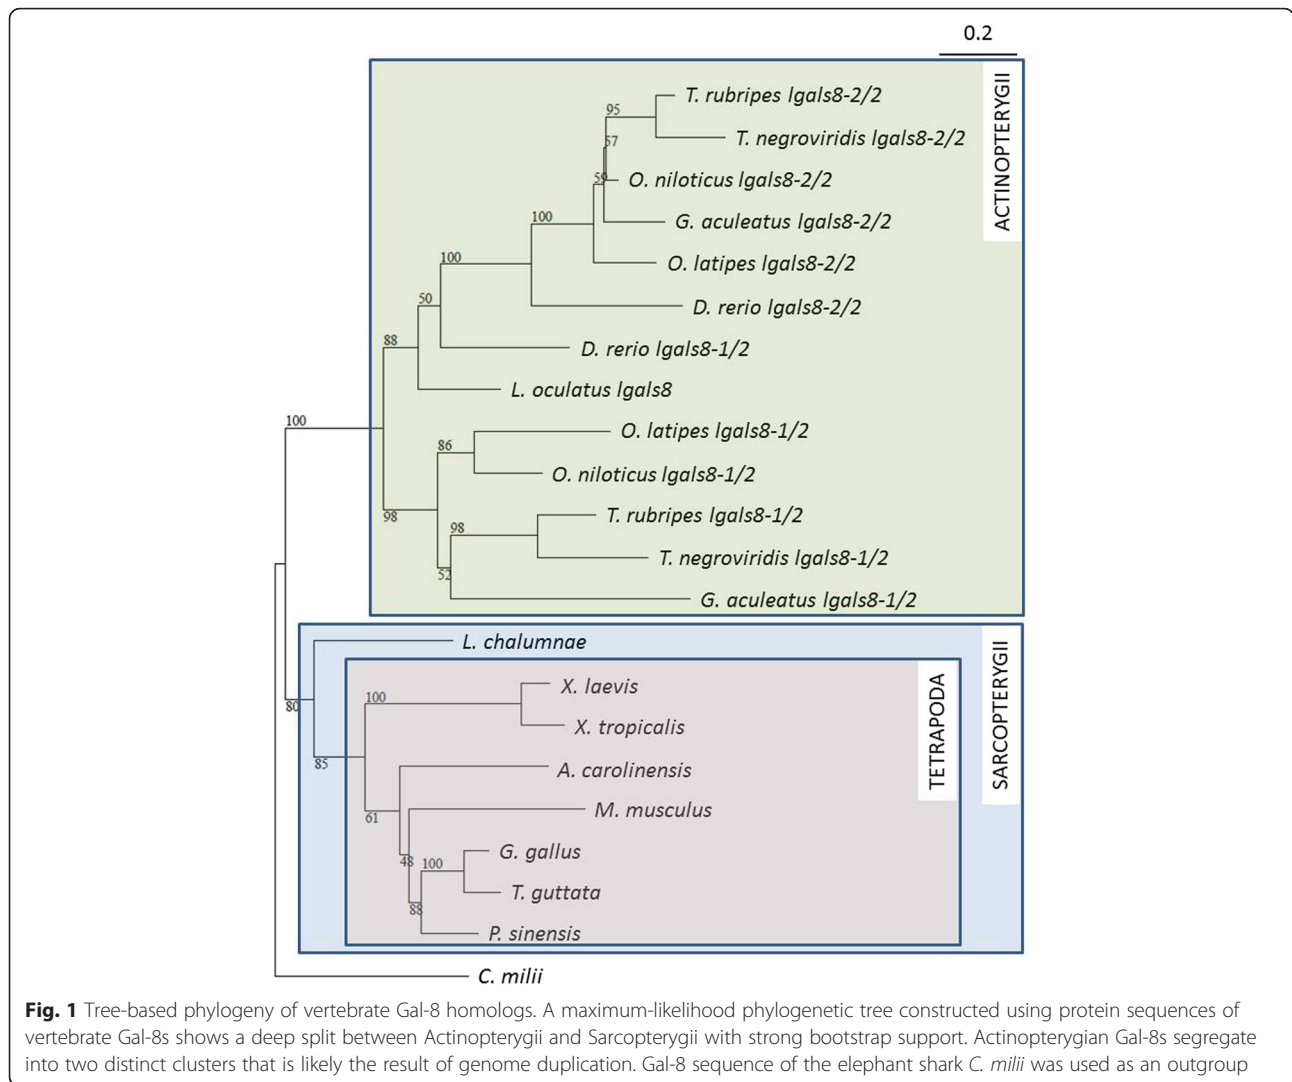 0.2
ACTINOPTERYGII
95
T. rubripes lgals8-2/2
57
T. negroviridis lgals8-2/2
59
O. niloticus lgals8-2/2
100
G. aculeatus lgals8-2/2
100
O. latipes lgals8-2/2
50
D. rerio lgals8-2/2
88
D. rerio lgals8-1/2
L. oculatus lgals8
100
O. latipes lgals8-1/2
86
O. niloticus lgals8-1/2
98
T. rubripes lgals8-1/2
98
T. negroviridis lgals8-1/2
52
G. aculeatus lgals8-1/2
SARCOPTERYGII
L. chalumnae
TETRAPODA
80
100
X. laevis
X. tropicalis
85
A. carolinensis
61
M. musculus
48
100
G. gallus
T. guttata
88
P. sinensis
C. milii
Fig. 1 Tree-based phylogeny of vertebrate Gal-8 homologs. A maximum-likelihood phylogenetic tree constructed using protein sequences of
vertebrate Gal-8s shows a deep split between Actinopterygii and Sarcopterygii with strong bootstrap support. Actinopterygian Gal-8s segregate
into two distinct clusters that is likely the result of genome duplication. Gal-8 sequence of the elephant shark C. milii was used as an outgroup